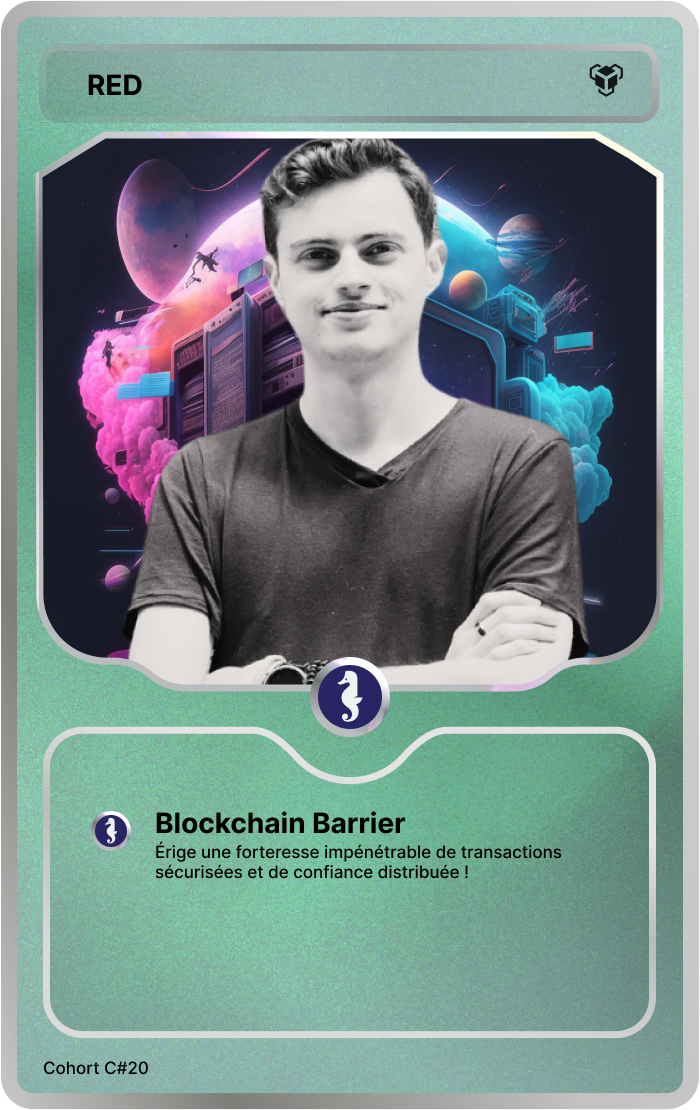 RED
Blockchain Barrier
Érige une forteresse impénétrable de transactions
sécurisées et de confiance distribuée !
Cohort C#20